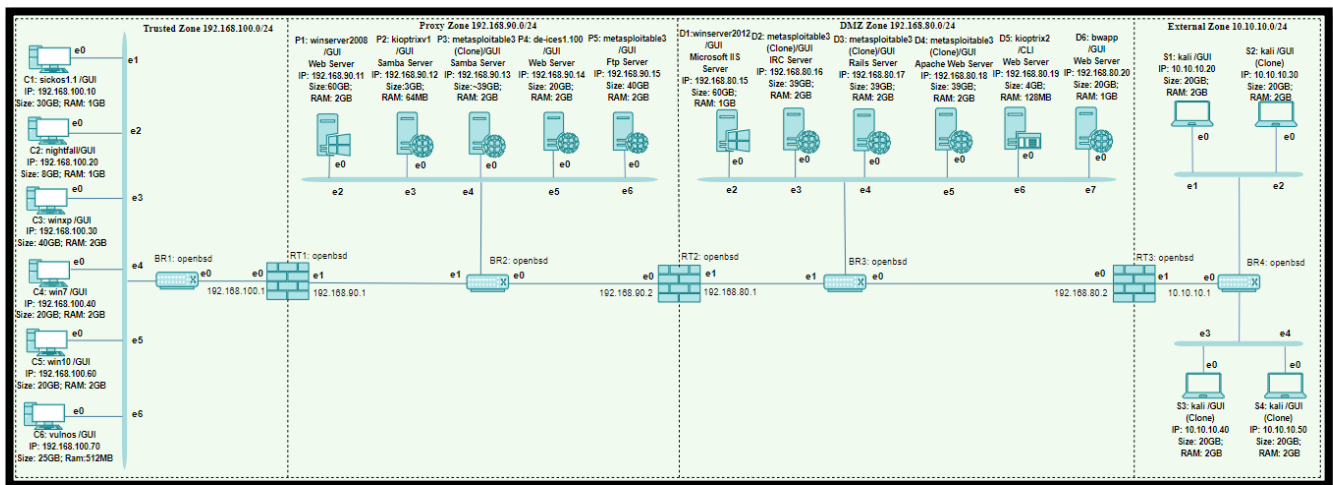 Trusted Zone 192.168.100.0/24
Proxy Zone 192.168.90.0/24
DMZ Zone 192.168.80.0/24
External Zone 10.10.10.0/24
e0
e1
C1: sickos1.1 /GUI
IP: 192.168.100.10
Size: 30GB; RAM: 1GB
e0
e2
C2: nightfall/GUI
IP: 192.168.100.20
Size: 8GB; RAM: 1GB
e0
e3
C3: winxp /GUI
IP: 192.168.100.30
Size: 40GB; RAM: 2GB
e0
e4
C4: win7 /GUI
IP: 192.168.100.40
Size: 20GB; RAM: 2GB
e0
e5
C5: win10 /GUI
IP: 192.168.100.60
Size: 20GB; RAM: 2GB
e0
e6
C6: vulnos /GUI
IP: 192.168.100.70
Size: 25GB; Ram:512MB
BR1: openbsd
e0
e0
192.168.100.1
RT1: openbsd
e1
192.168.90.1
P1: winserver2008
/GUI
Web Server
IP: 192.168.90.11
Size:60GB;
RAM: 2GB
e0
e2
P2: kioptrixv1
/GUI
Samba Server
IP: 192.168.90.12
Size:3GB;
RAM: 64MB
e0
e3
P3: metasploitable3
(Clone)/GUI
Samba Server
IP: 192.168.90.13
Size:~39GB;
RAM: 2GB
e0
e4
P4: de-ices1.100
/GUI
Web Server
IP: 192.168.90.14
Size: 20GB;
RAM: 2GB
e0
e5
P5: metasploitable3
/GUI
Ftp Server
IP: 192.168.90.15
Size: 40GB
RAM: 2GB
e0
e6
e1
BR2: openbsd
e0
e0
192.168.90.2
RT2: openbsd
e1
192.168.80.1
D1:winserver2012
/GUI
Microsoft IIS
Server
IP: 192.168.80.15
Size: 60GB;
RAM: 1GB
e0
e2
D2: metasploitable3
(Clone)/GUI
IRC Server
IP: 192.168.80.16
Size: 39GB
RAM: 2GB
e0
e3
D3: metasploitable3
(Clone)/GUI
Rails Server
IP: 192.168.80.17
Size: 39GB;
RAM: 2GB
e0
e4
D4: metasploitable3
(Clone)/GUI
Apache Web Server
IP: 192.168.80.18
Size: 39GB;
RAM: 2GB
e0
e5
D5: kioptrix2
/CLI
Web Server
IP: 192.168.80.19
Size: 4GB;
RAM: 128MB
e0
e6
D6: bwapp
/GUI
Web Server
IP: 192.168.80.20
Size: 20GB;
RAM: 1GB
e0
e7
e1
BR3: openbsd
e0
e0
192.168.80.2
RT3: openbsd
e1
10.10.10.1
e0
BR4: openbsd
S1: kali /GUI
IP: 10.10.10.20
Size: 20GB;
RAM: 2GB
e0
e1
S2: kali /GUI
(Clone)
IP: 10.10.10.30
Size: 20GB;
RAM: 2GB
e0
e2
e3
e4
e0
e0
S3: kali /GUI
(Clone)
IP: 10.10.10.40
Size: 20GB;
RAM: 2GB
S4: kali /GUI
(Clone)
IP: 10.10.10.50
Size: 20GB;
RAM: 2GB